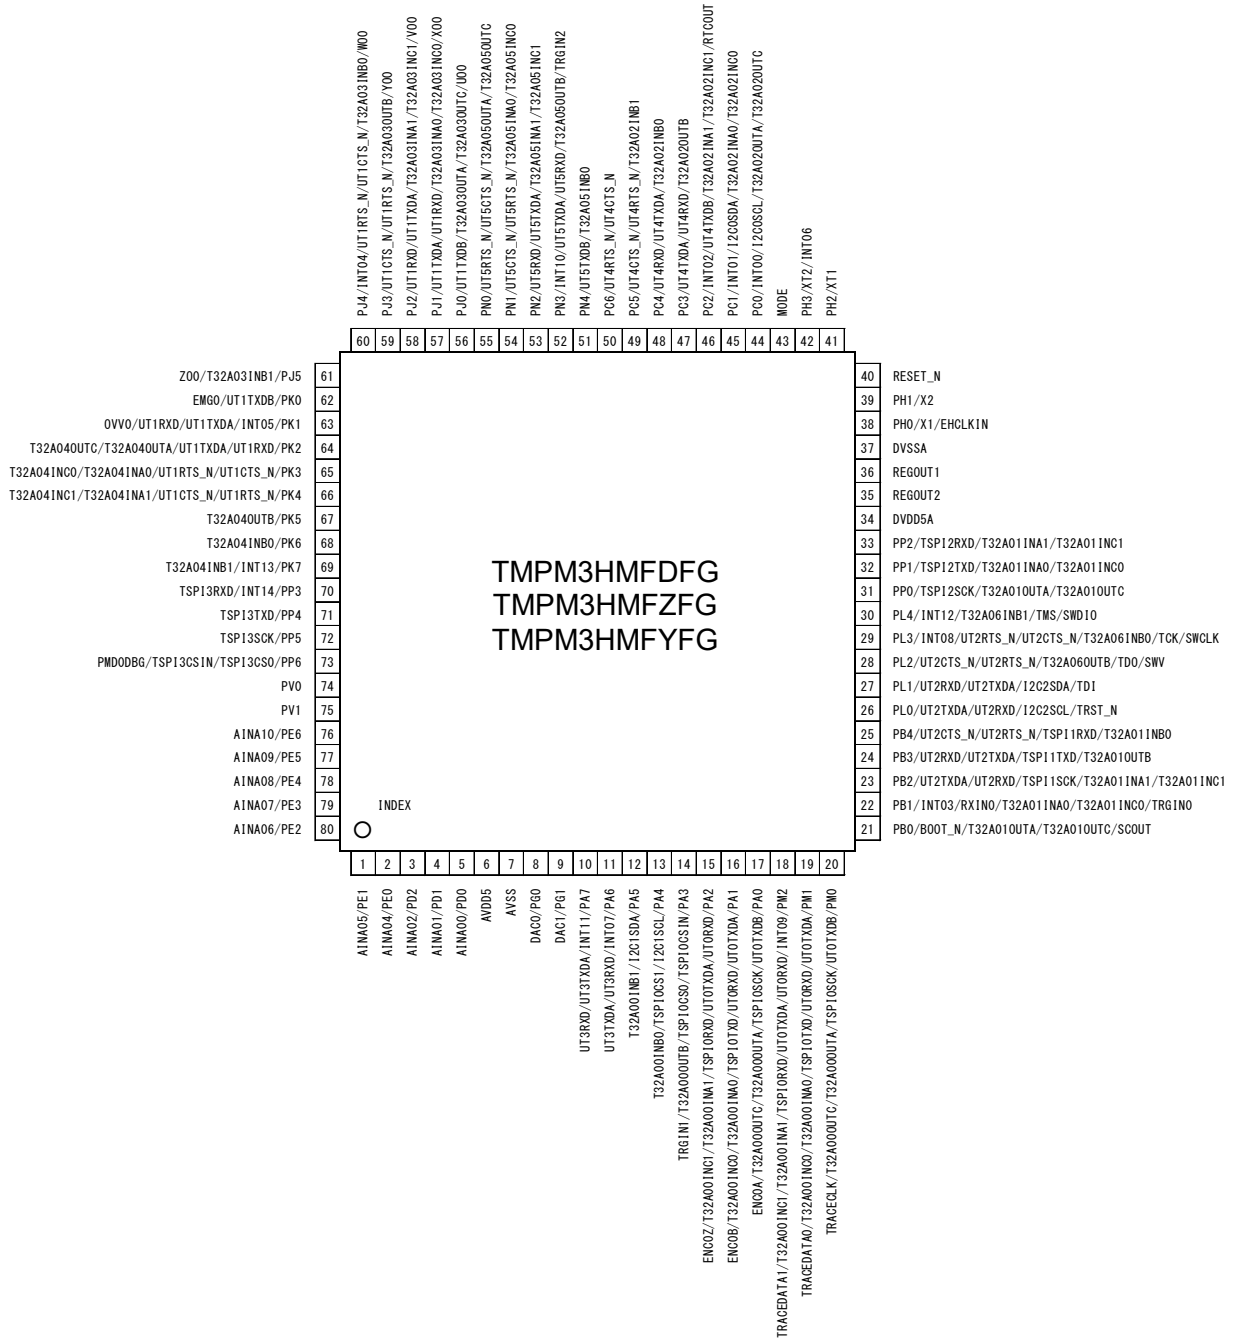 PJ4/INT04/UT1RTS_N/UT1CTS_N/T32A03INB0/WO0
PJ3/UT1CTS_N/UT1RTS_N/T32A03OUTB/YO0
PJ2/UT1RXD/UT1TXDA/T32A03INA1/T32A03INC1/VO0
PJ1/UT1TXDA/UT1RXD/T32A03INA0/T32A03INC0/XO0
PJ0/UT1TXDB/T32A03OUTA/T32A03OUTC/UO0
PN0/UT5RTS_N/UT5CTS_N/T32A05OUTA/T32A05OUTC
PN1/UT5CTS_N/UT5RTS_N/T32A05INA0/T32A05INC0
PN2/UT5RXD/UT5TXDA/T32A05INA1/T32A05INC1
PN3/INT10/UT5TXDA/UT5RXD/T32A05OUTB/TRGIN2
PN4/UT5TXDB/T32A05INB0
PC6/UT4RTS_N/UT4CTS_N
PC5/UT4CTS_N/UT4RTS_N/T32A02INB1
PC4/UT4RXD/UT4TXDA/T32A02INB0
PC3/UT4TXDA/UT4RXD/T32A02OUTB
PC2/INT02/UT4TXDB/T32A02INA1/T32A02INC1/RTCOUT
PC1/INT01/I2C0SDA/T32A02INA0/T32A02INC0
PC0/INT00/I2C0SCL/T32A02OUTA/T32A02OUTC
MODE
PH3/XT2/INT06
PH2/XT1
60 59 58 57 56 55 54 53 52 51 50 49 48 47 46 45 44 43 42 41
ZO0/T32A03INB1/PJ5 61
EMG0/UT1TXDB/PK0 62
OVV0/UT1RXD/UT1TXDA/INT05/PK1 63
T32A04OUTC/T32A04OUTA/UT1TXDA/UT1RXD/PK2 64
T32A04INC0/T32A04INA0/UT1RTS_N/UT1CTS_N/PK3 65
T32A04INC1/T32A04INA1/UT1CTS_N/UT1RTS_N/PK4 66
T32A04OUTB/PK5 67
T32A04INB0/PK6 68
T32A04INB1/INT13/PK7 69
TSPI3RXD/INT14/PP3 70
TSPI3TXD/PP4 71
TSPI3SCK/PP5 72
PMD0DBG/TSPI3CSIN/TSPI3CS0/PP6 73
PV0 74
PV1 75
AINA10/PE6 76
AINA09/PE5 77
AINA08/PE4 78
AINA07/PE3 79
AINA06/PE2 80
TMPM3HMFDFG
TMPM3HMFZFG
TMPM3HMFYFG
INDEX
40 RESET_N
39 PH1/X2
38 PH0/X1/EHCLKIN
37 DVSSA
36 REGOUT1
35 REGOUT2
34 DVDD5A
33 PP2/TSPI2RXD/T32A01INA1/T32A01INC1
32 PP1/TSPI2TXD/T32A01INA0/T32A01INC0
31 PP0/TSPI2SCK/T32A01OUTA/T32A01OUTC
30 PL4/INT12/T32A06INB1/TMS/SWDIO
29 PL3/INT08/UT2RTS_N/UT2CTS_N/T32A06INB0/TCK/SWCLK
28 PL2/UT2CTS_N/UT2RTS_N/T32A06OUTB/TDO/SWV
27 PL1/UT2RXD/UT2TXDA/I2C2SDA/TDI
26 PL0/UT2TXDA/UT2RXD/I2C2SCL/TRST_N
25 PB4/UT2CTS_N/UT2RTS_N/TSPI1RXD/T32A01INB0
24 PB3/UT2RXD/UT2TXDA/TSPI1TXD/T32A01OUTB
23 PB2/UT2TXDA/UT2RXD/TSPI1SCK/T32A01INA1/T32A01INC1
22 PB1/INT03/RXIN0/T32A01INA0/T32A01INC0/TRGIN0
21 PB0/BOOT_N/T32A01OUTA/T32A01OUTC/SCOUT
1 2 3 4 5 6 7 8 9 10 11 12 13 14 15 16 17 18 19 20
AINA05/PE1
AINA04/PE0
AINA02/PD2
AINA01/PD1
AINA00/PD0
AVDD5
AVSS
DAC0/PG0
DAC1/PG1
UT3RXD/UT3TXDA/INT11/PA7
UT3TXDA/UT3RXD/INT07/PA6
T32A00INB1/I2C1SDA/PA5
T32A00INB0/TSPI0CS1/I2C1SCL/PA4
TRGIN1/T32A00OUTB/TSPI0CS0/TSPI0CSIN/PA3
ENC0Z/T32A00INC1/T32A00INA1/TSPI0RXD/UT0TXDA/UT0RXD/PA2
ENC0B/T32A00INC0/T32A00INA0/TSPI0TXD/UT0RXD/UT0TXDA/PA1
ENC0A/T32A00OUTC/T32A00OUTA/TSPI0SCK/UT0TXDB/PA0
TRACEDATA1/T32A00INC1/T32A00INA1/TSPI0RXD/UT0TXDA/UT0RXD/INT09/PM2
TRACEDATA0/T32A00INC0/T32A00INA0/TSPI0TXD/UT0RXD/UT0TXDA/PM1
TRACECLK/T32A00OUTC/T32A00OUTA/TSPI0SCK/UT0TXDB/PM0